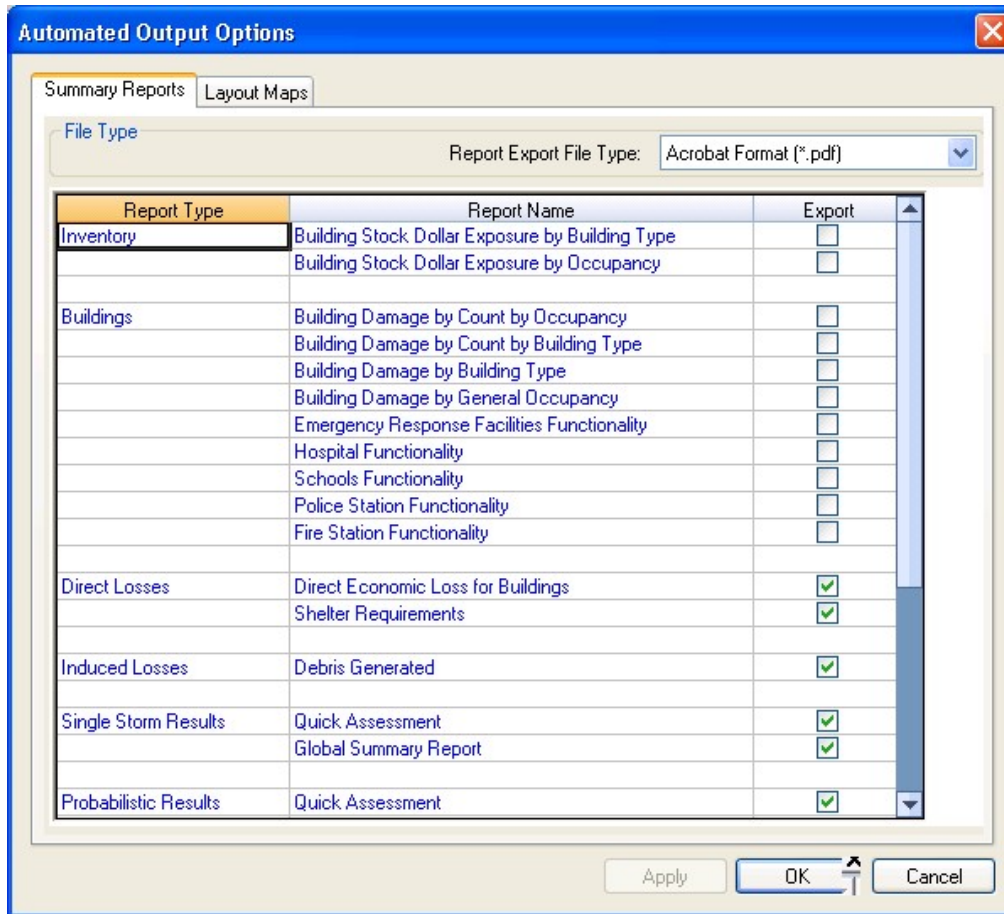 Automated Output Options
Summary Reports Layout Maps
File Type
Report Export File Type: Acrobat Format (*.pdf)
Report Type Report Name Export
Inventory Building Stock Dollar Exposure by Building Type
Building Stock Dollar Exposure by Occupancy
Buildings Building Damage by Count by Occupancy
Building Damage by Count by Building Type
Building Damage by Building Type
Building Damage by General Occupancy
Emergency Response Facilities Functionality
Hospital Functionality
Schools Functionality
Police Station Functionality
Fire Station Functionality
Direct Losses Direct Economic Loss for Buildings
Shelter Requirements
Induced Losses Debris Generated
Single Storm Results Quick Assessment
Global Summary Report
Probabilistic Results Quick Assessment
Apply OK Cancel